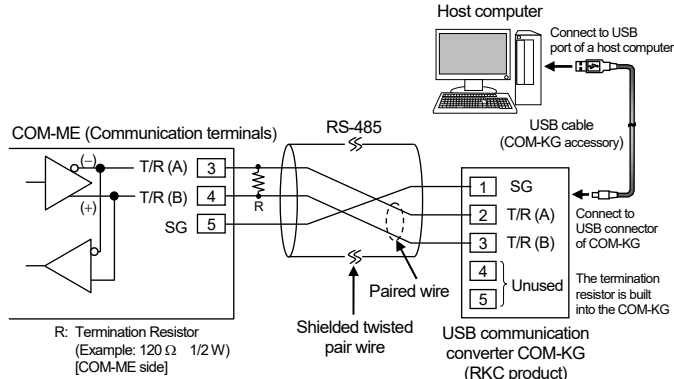 Host computer
Connect to USB
port of a host computer
USB cable
(COM-KG accessory)
COM-ME (Communication terminals)
RS-485
(−)
T/R (A) 3
T/R (B) 4
(+)
SG 5
R
1 SG
2 T/R (A)
3 T/R (B)
4
5
Unused
Connect to
USB connector
of COM-KG
The termination
resistor is built
into the COM-KG
Paired wire
Shielded twisted
pair wire
R: Termination Resistor
(Example: 120 Ω 1/2 W)
[COM-ME side]
USB communication
converter COM-KG
(RKC product)